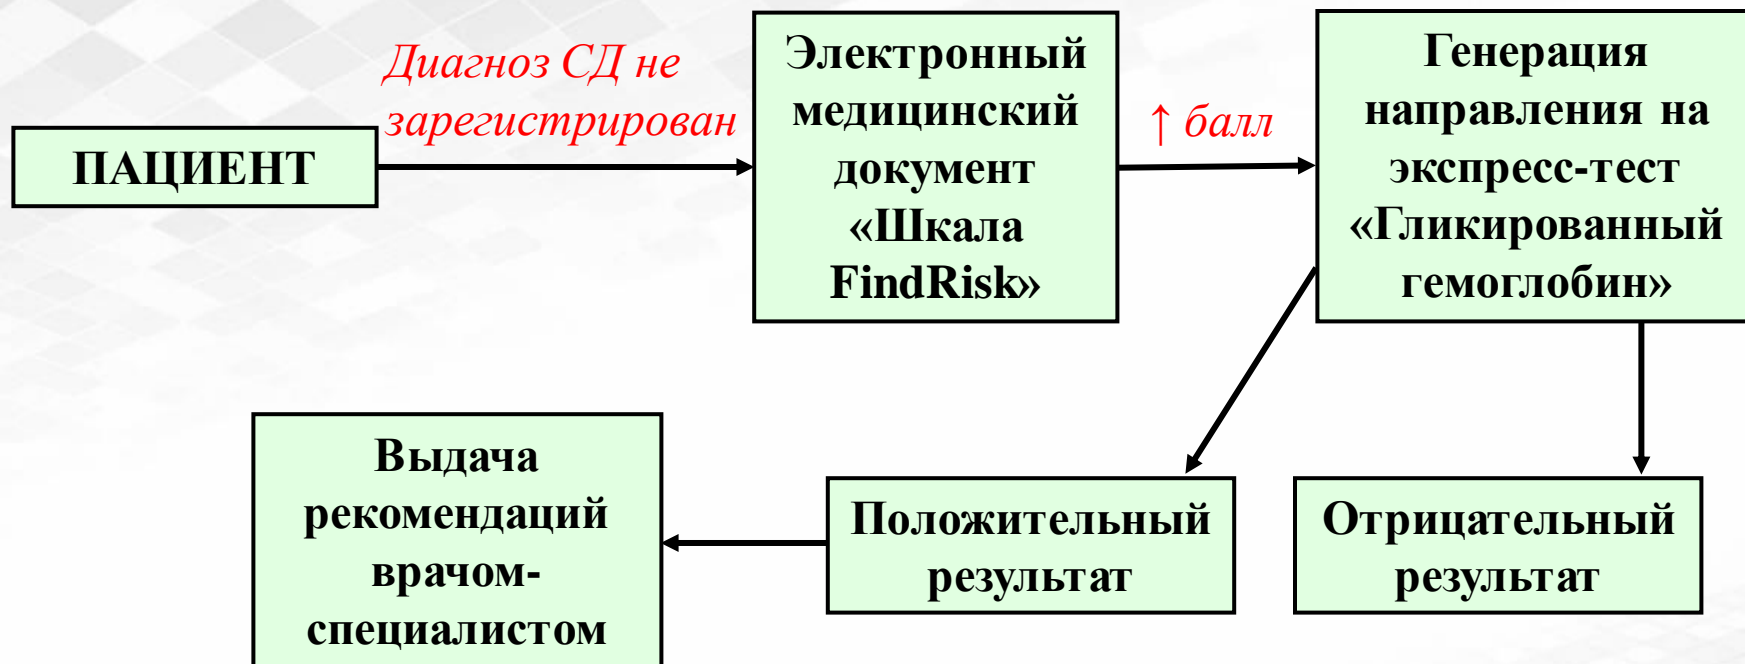 ПАЦИЕНТ
Диагноз СД не
зарегистрирован
Электронный
медицинский
документ
«Шкала
FindRisk»
↑ балл
Генерация
направления на
экспресс-тест
«Гликированный
гемоглобин»
Выдача
рекомендаций
врачом-
специалистом
Положительный
результат
Отрицательный
результат